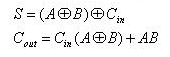 S = (A⊕B)⊕C_in
C_out = C_in(A⊕B) + AB